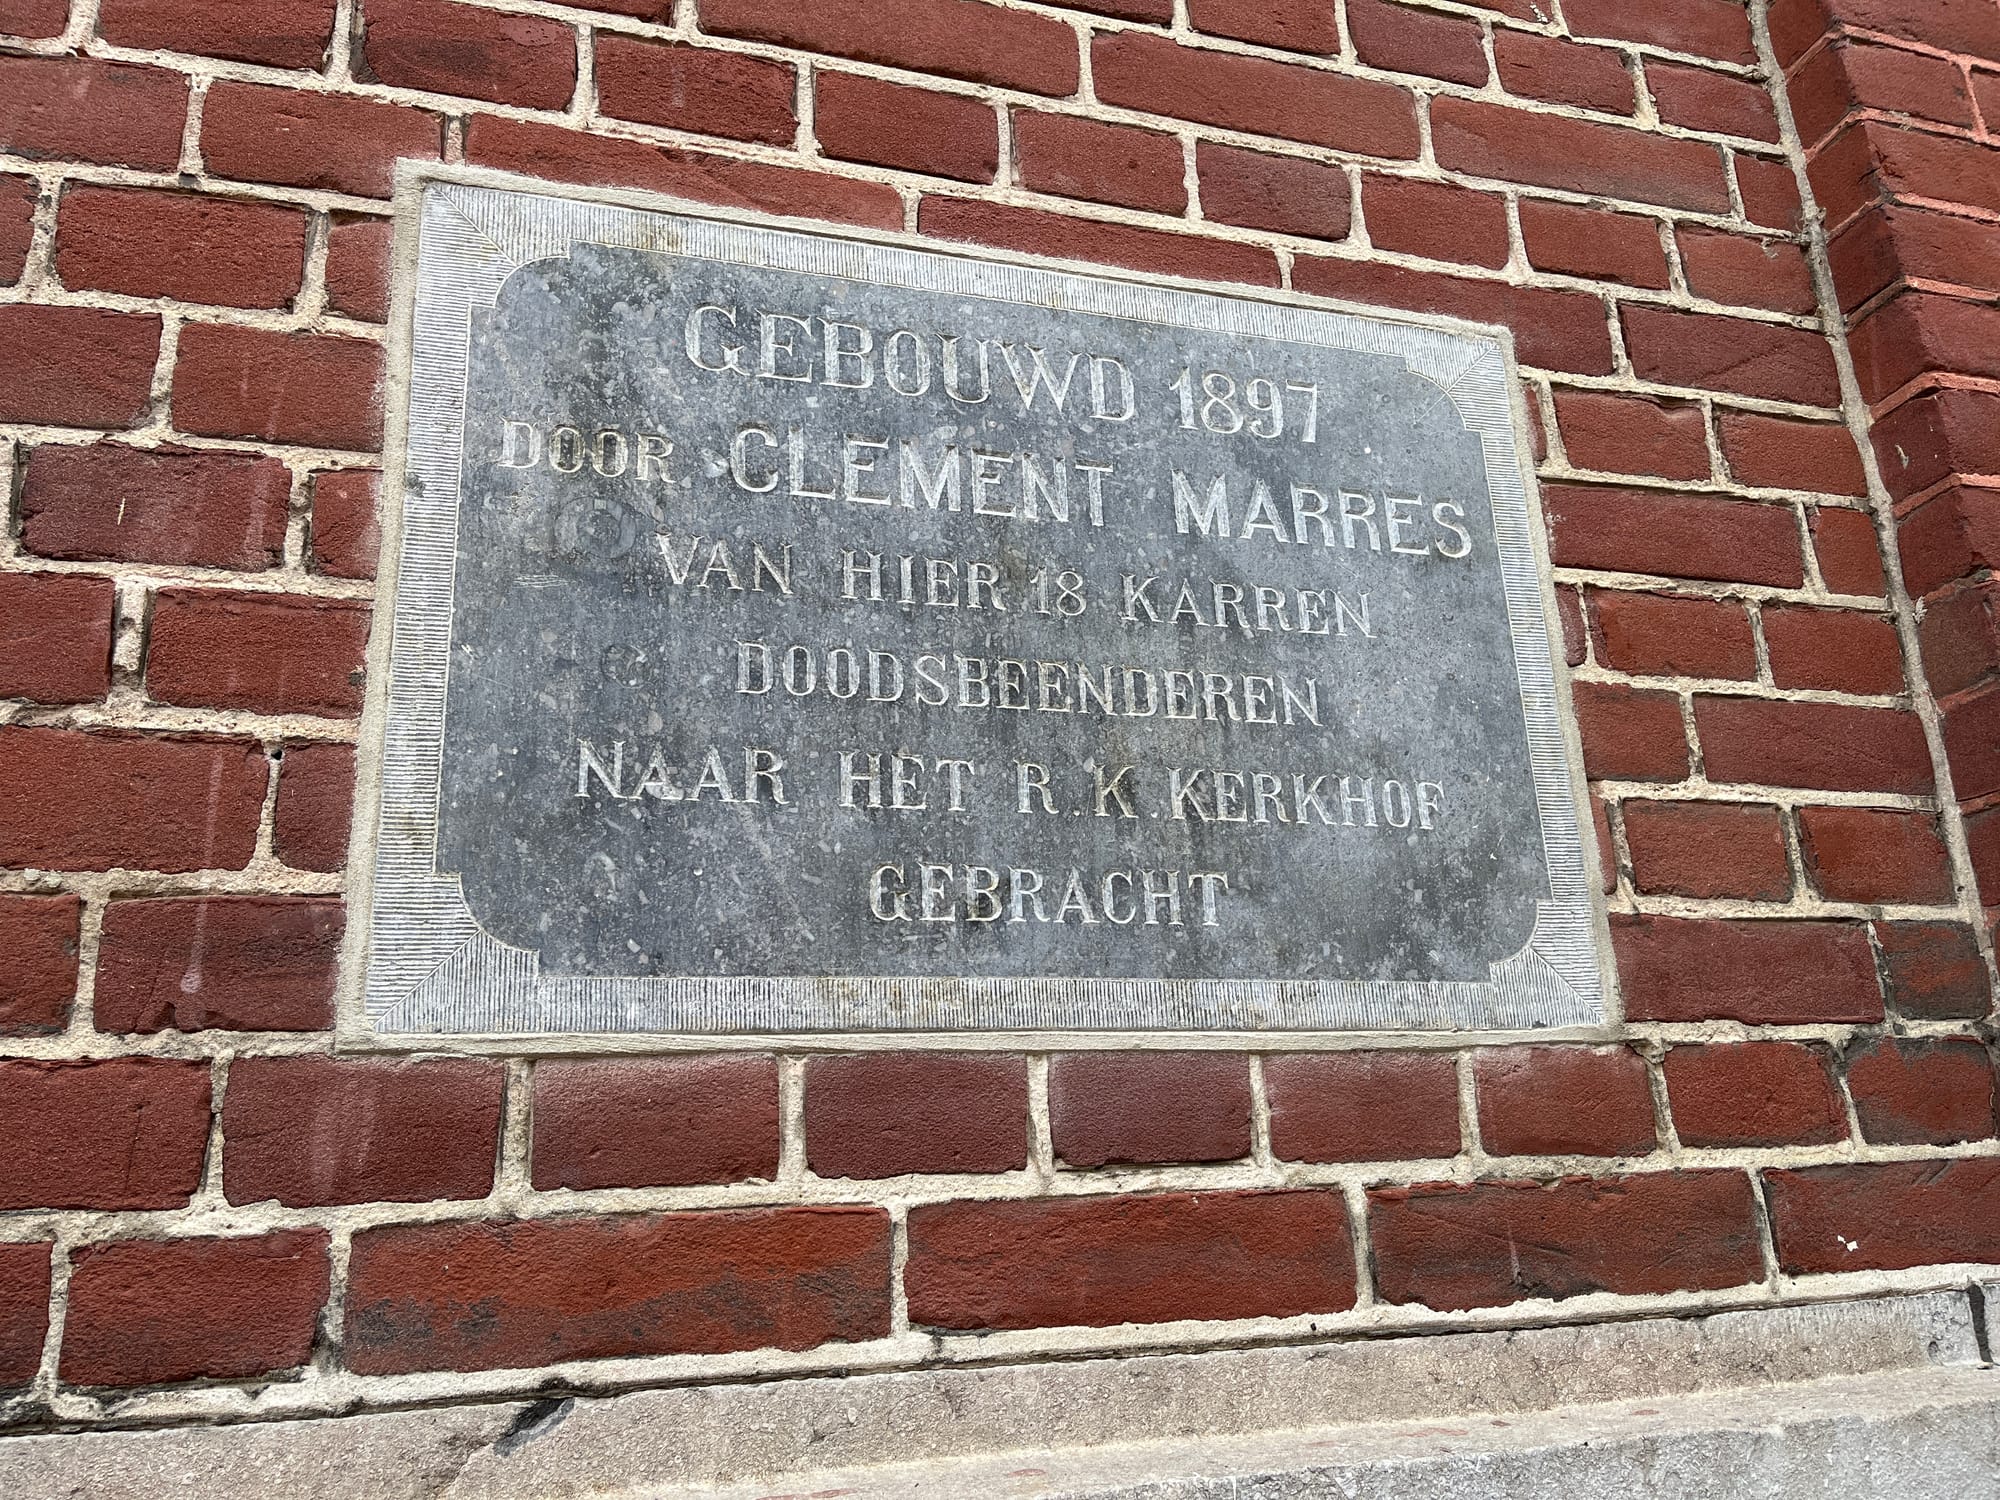 GEBOUWD 1897
DOOR CLEMENT MARRES
VAN HIER 18 KARREN
DOODSBEENDEREN
NAAR HET R.K.KERKHOF
GEBRACHT